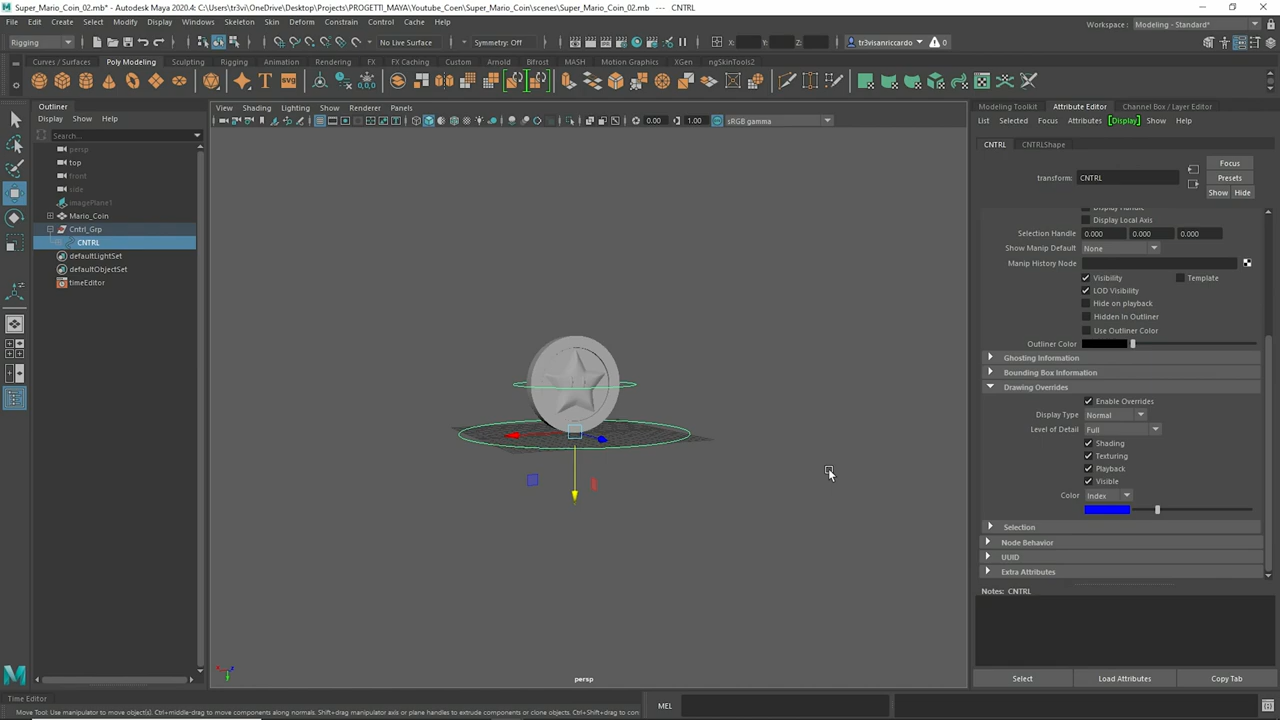 Super_Mario_Coin_02.mb* - Autodesk Maya 2020.4: C:\Users\tr3vi\OneDrive\Desktop\Projects\PROGETTI_MAYA\Youtube_Coen\Super_Mario_Coin\scenes\Super_Mario_Coin_02.mb --- CNTRL
File Edit Create Select Modify Display Windows Skeleton Skin Deform Constrain Control Cache Help
Workspace : Modeling - Standard*
Rigging No Live Surface Symmetry: Off X: Y: Z: tr3visanriccardo 0
Curves / Surfaces Poly Modeling Sculpting Rigging Animation Rendering FX FX Caching Custom Arnold Bifrost MASH Motion Graphics XGen ngSkinTools2
Outliner
Display Show Help
Search...
persp
top
front
side
imagePlane1
Mario_Coin
Cntrl_Grp
CNTRL
defaultLightSet
defaultObjectSet
timeEditor
View Shading Lighting Show Renderer Panels
0.00 1.00 sRGB gamma
persp
Modeling Toolkit Attribute Editor Channel Box / Layer Editor
List Selected Focus Attributes Display Show Help
CNTRL CNTRLShape
Focus
transform: CNTRL Presets
Show Hide
Display Handle
Display Local Axis
Selection Handle 0.000 0.000 0.000
Show Manip Default None
Manip History Node
Visibility Template
LOD Visibility
Hide on playback
Hidden In Outliner
Use Outliner Color
Outliner Color
Ghosting Information
Bounding Box Information
Drawing Overrides
Enable Overrides
Display Type Normal
Level of Detail Full
Shading
Texturing
Playback
Visible
Color Index
Selection
Node Behavior
UUID
Extra Attributes
Notes: CNTRL
Select Load Attributes Copy Tab
Time Editor
Move Tool: Use manipulator to move object(s). Ctrl+middle-drag to move components along normals. Shift+drag manipulator axis or plane handles to extrude components or clone objects. Ctrl+Shift+drag to con
MEL